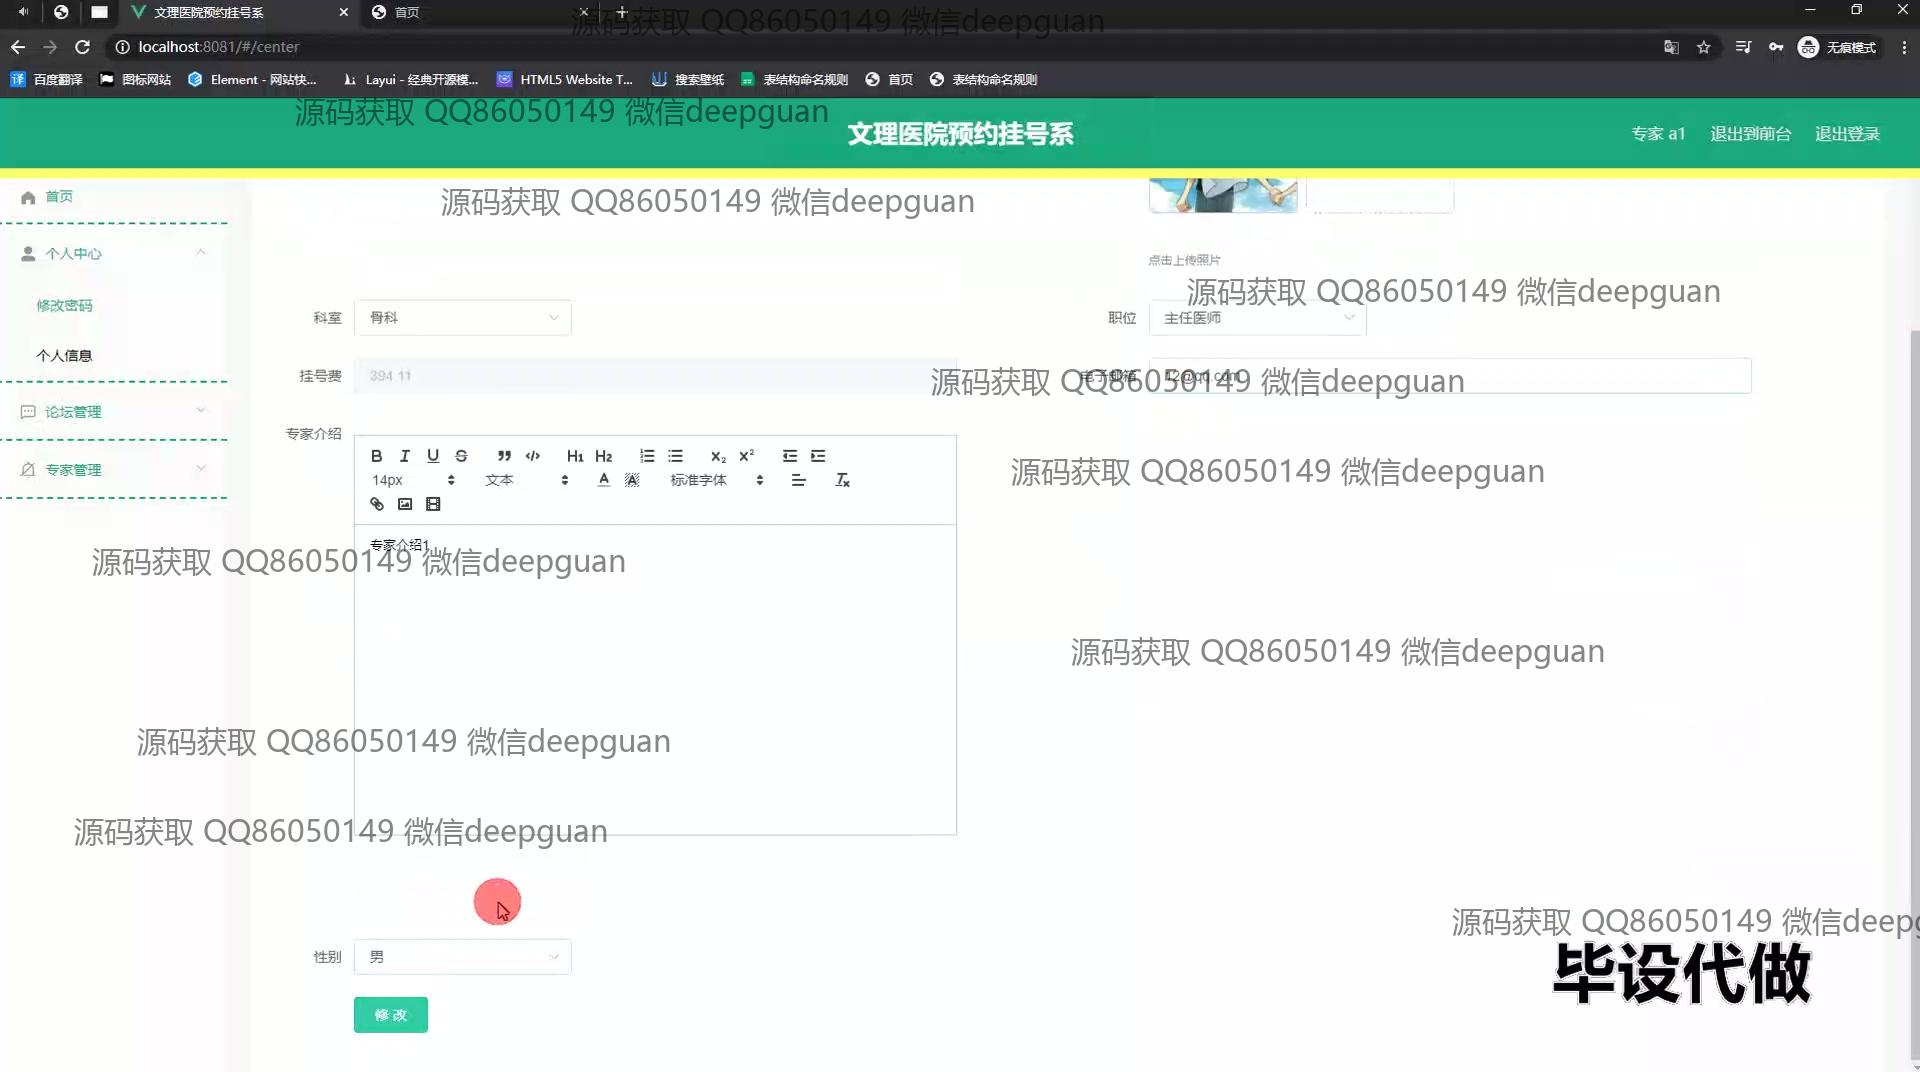 文理医院预约挂号系
首页
源码获取 QQ86050149 微信deepguan
localhost:8081/#/center
无痕模式
百度翻译
图标网站
Element - 网站快...
Layui - 经典开源模...
HTML5 Website T...
搜索壁纸
表结构命名规则
首页
表结构命名规则
源码获取 QQ86050149 微信deepguan
文理医院预约挂号系
专家 a1
退出到前台
退出登录
首页
源码获取 QQ86050149 微信deepguan
个人中心
点击上传照片
源码获取 QQ86050149 微信deepguan
修改密码
科室
骨科
职位
主任医师
个人信息
挂号费
394 11
电子邮箱
源码获取 QQ86050149 微信deepguan
论坛管理
专家介绍
B I U S H1 H2 X₂ X²
14px
文本
标准字体
专家管理
源码获取 QQ86050149 微信deepguan
专家介绍1
源码获取 QQ86050149 微信deepguan
源码获取 QQ86050149 微信deepguan
源码获取 QQ86050149 微信deepguan
源码获取 QQ86050149 微信deepguan
源码获取 QQ86050149 微信deepg
性别
男
毕设代做
修改